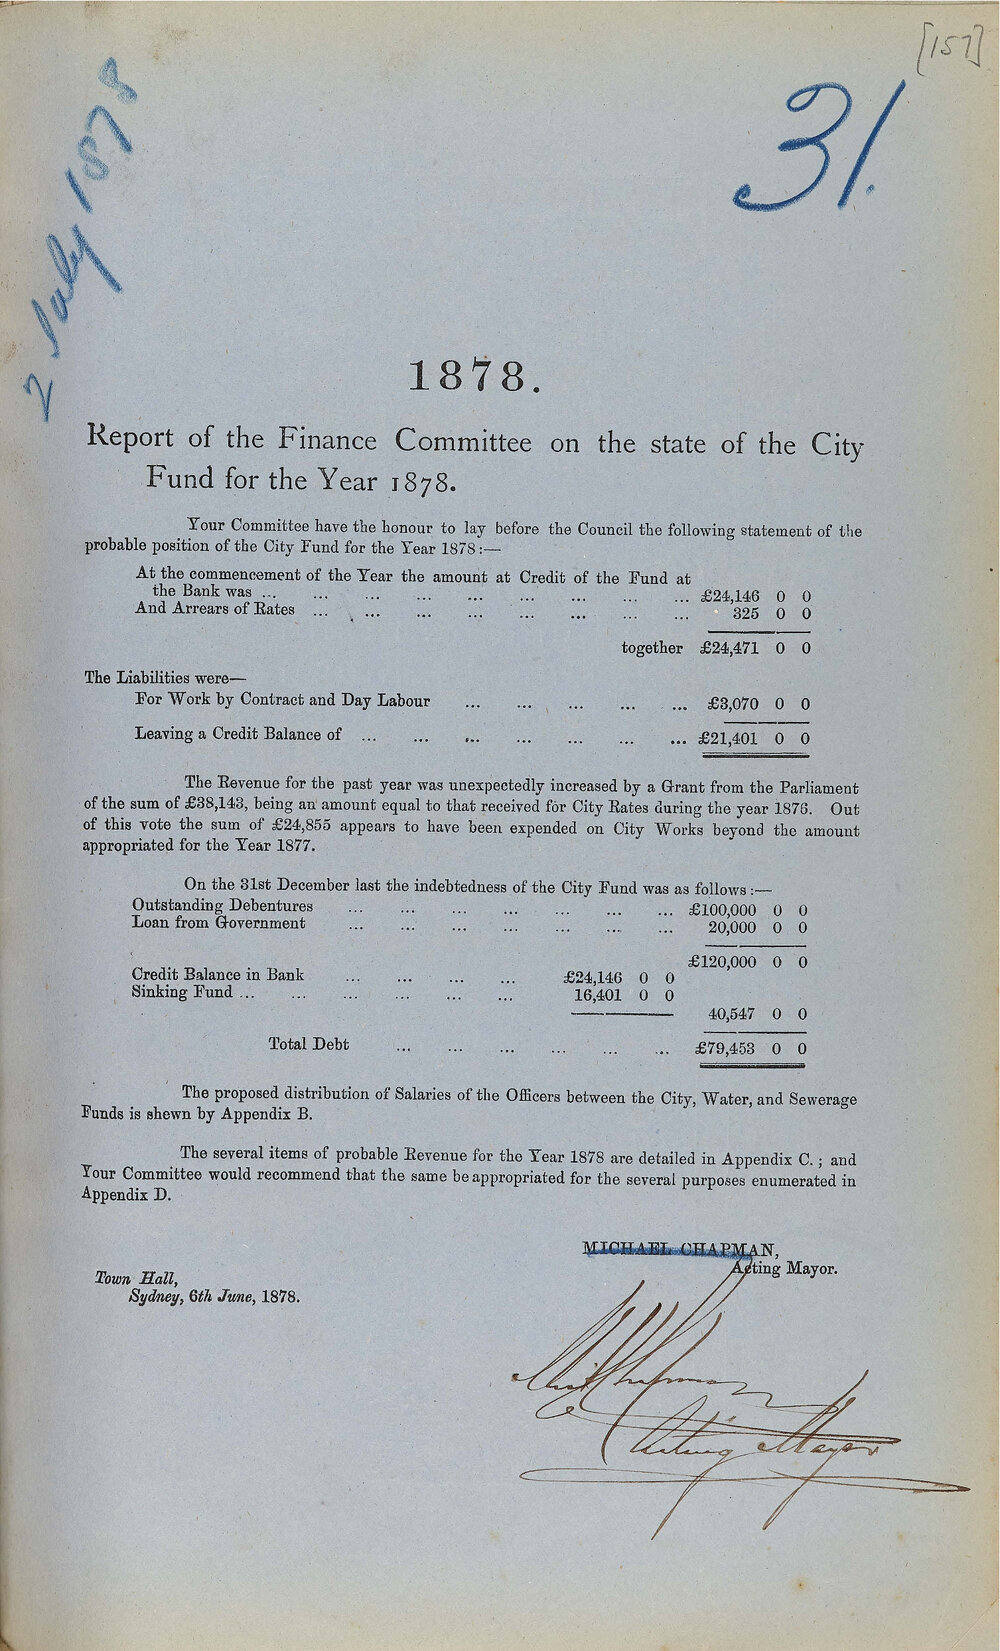 [157]
31.
2 July 1878
1878.
Report of the Finance Committee on the state of the City
Fund for the Year 1878.
Your Committee have the honour to lay before the Council the following statement of the
probable position of the City Fund for the Year 1878:—
At the commencement of the Year the amount at Credit of the Fund at
the Bank was ... ... ... ... ... ... ... ... ... £24,146 0 0
And Arrears of Rates ... ... ... ... ... ... ... ... 325 0 0
together £24,471 0 0
The Liabilities were—
For Work by Contract and Day Labour ... ... ... ... ... £3,070 0 0
Leaving a Credit Balance of ... ... ... ... ... ... ... £21,401 0 0
The Revenue for the past year was unexpectedly increased by a Grant from the Parliament
of the sum of £38,143, being an amount equal to that received for City Rates during the year 1876. Out
of this vote the sum of £24,855 appears to have been expended on City Works beyond the amount
appropriated for the Year 1877.
On the 31st December last the indebtedness of the City Fund was as follows:—
Outstanding Debentures ... ... ... ... ... ... ... £100,000 0 0
Loan from Government ... ... ... ... ... ... ... 20,000 0 0
£120,000 0 0
Credit Balance in Bank ... ... ... ... £24,146 0 0
Sinking Fund ... ... ... ... ... ... 16,401 0 0
40,547 0 0
Total Debt ... ... ... ... ... ... £79,453 0 0
The proposed distribution of Salaries of the Officers between the City, Water, and Sewerage
Funds is shewn by Appendix B.
The several items of probable Revenue for the Year 1878 are detailed in Appendix C.; and
Your Committee would recommend that the same be appropriated for the several purposes enumerated in
Appendix D.
MICHAEL CHAPMAN,
Acting Mayor.
Town Hall,
Sydney, 6th June, 1878.
Mich Chapman
Acting Mayor